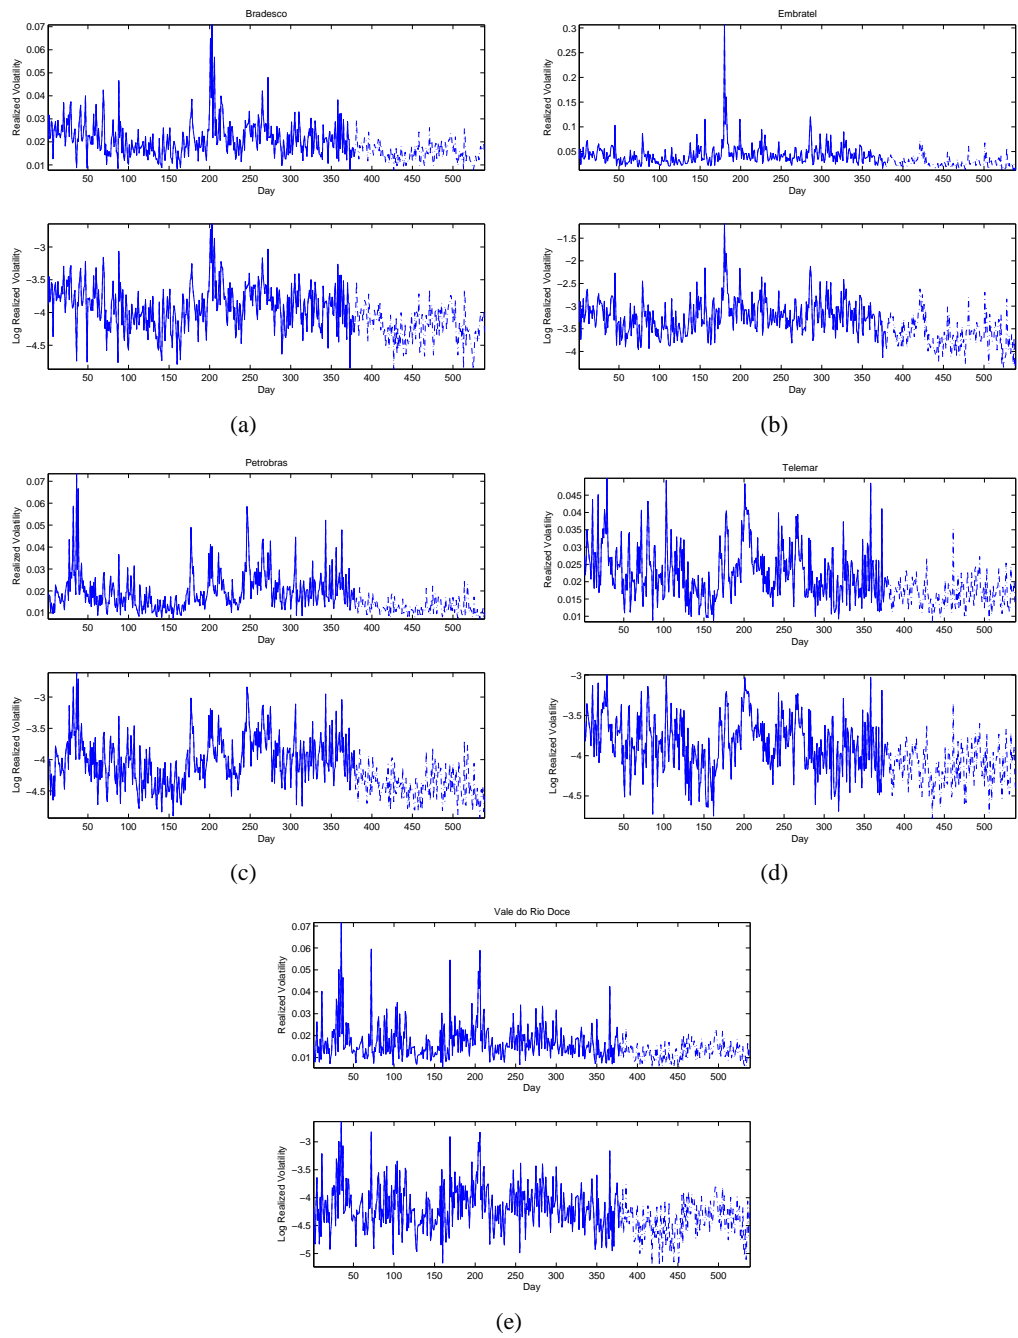 Bradesco
Realized Volatility
0.07
0.06
0.05
0.04
0.03
0.02
0.01
50 100 150 200 250 300 350 400 450 500
Day
Log Realized Volatility
−3
−3.5
−4
−4.5
50 100 150 200 250 300 350 400 450 500
Day
(a)
Embratel
Realized Volatility
0.3
0.25
0.2
0.15
0.1
0.05
50 100 150 200 250 300 350 400 450 500
Day
Log Realized Volatility
−1.5
−2
−2.5
−3
−3.5
−4
50 100 150 200 250 300 350 400 450 500
Day
(b)
Petrobras
Realized Volatility
0.07
0.06
0.05
0.04
0.03
0.02
0.01
50 100 150 200 250 300 350 400 450 500
Day
Log Realized Volatility
−3
−3.5
−4
−4.5
50 100 150 200 250 300 350 400 450 500
Day
(c)
Telemar
Realized Volatility
0.045
0.04
0.035
0.03
0.025
0.02
0.015
0.01
50 100 150 200 250 300 350 400 450 500
Day
Log Realized Volatility
−3
−3.5
−4
−4.5
50 100 150 200 250 300 350 400 450 500
Day
(d)
Vale do Rio Doce
Realized Volatility
0.07
0.06
0.05
0.04
0.03
0.02
0.01
50 100 150 200 250 300 350 400 450 500
Day
Log Realized Volatility
−3
−3.5
−4
−4.5
−5
50 100 150 200 250 300 350 400 450 500
Day
(e)